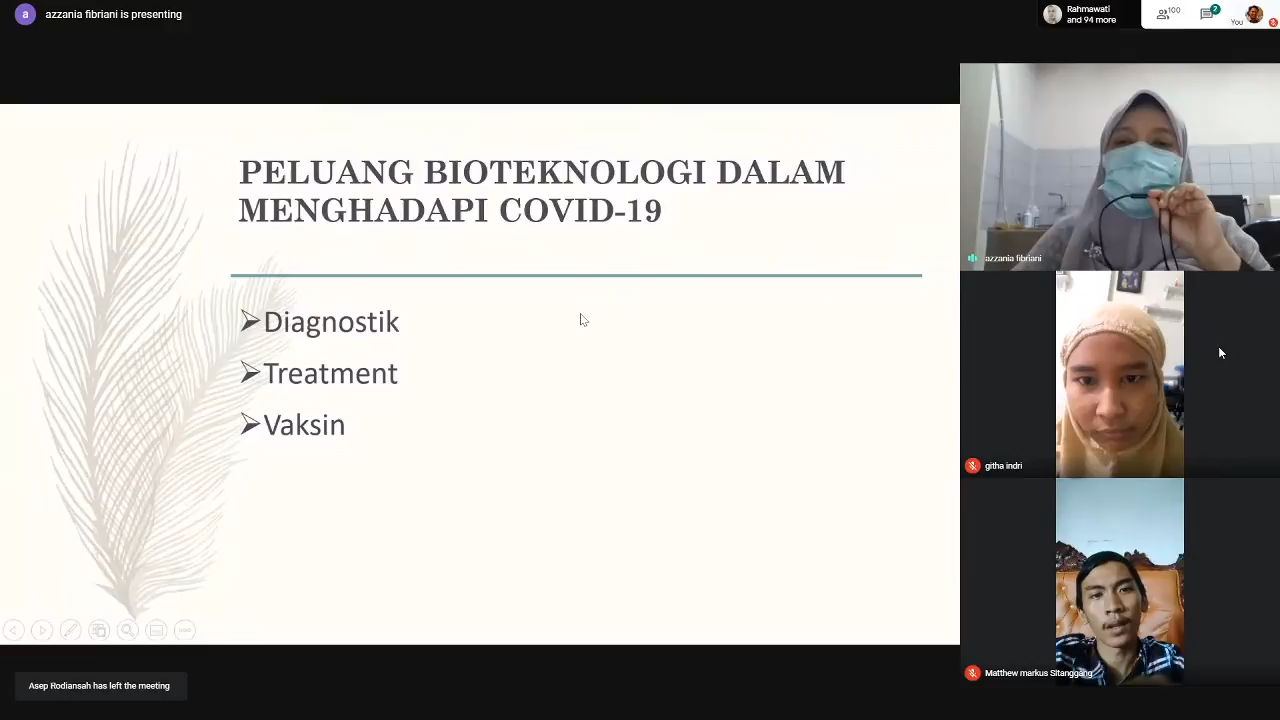 a
azzania fibriani is presenting
Rahmawati
and 94 more
100
2
You
PELUANG BIOTEKNOLOGI DALAM
MENGHADAPI COVID-19
➢Diagnostik
➢Treatment
➢Vaksin
azzania fibriani
githa indri
Matthew markus Sitanggang
Asep Rodiansah has left the meeting